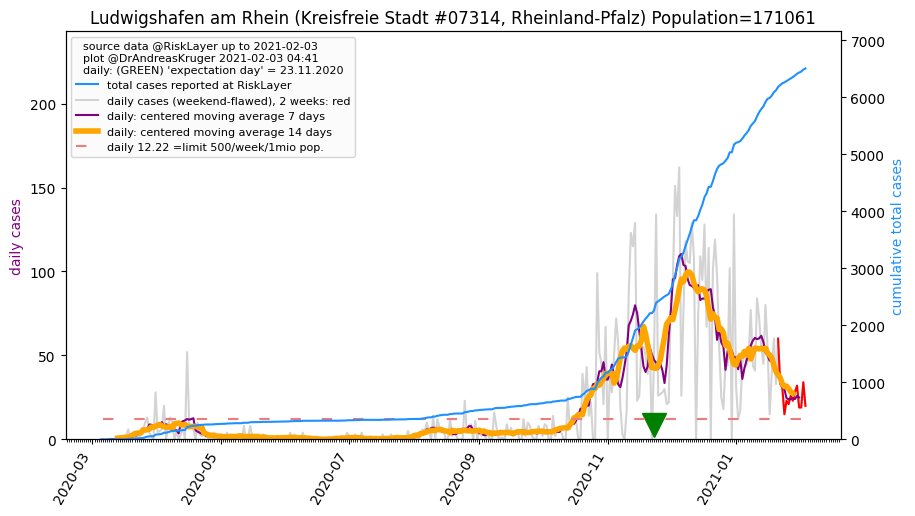 Ludwigshafen am Rhein (Kreisfreie Stadt #07314, Rheinland-Pfalz) Population=171061
source data @RiskLayer up to 2021-02-03
plot @DrAndreasKruger 2021-02-03 04:41
daily: (GREEN) 'expectation day' = 23.11.2020
total cases reported at RiskLayer
daily cases (weekend-flawed), 2 weeks: red
daily: centered moving average 7 days
daily: centered moving average 14 days
daily 12.22 =limit 500/week/1mio pop.
daily cases
200
150
100
50
0
7000
6000
5000
4000
3000
2000
1000
0
cumulative total cases
2020-03
2020-05
2020-07
2020-09
2020-11
2021-01